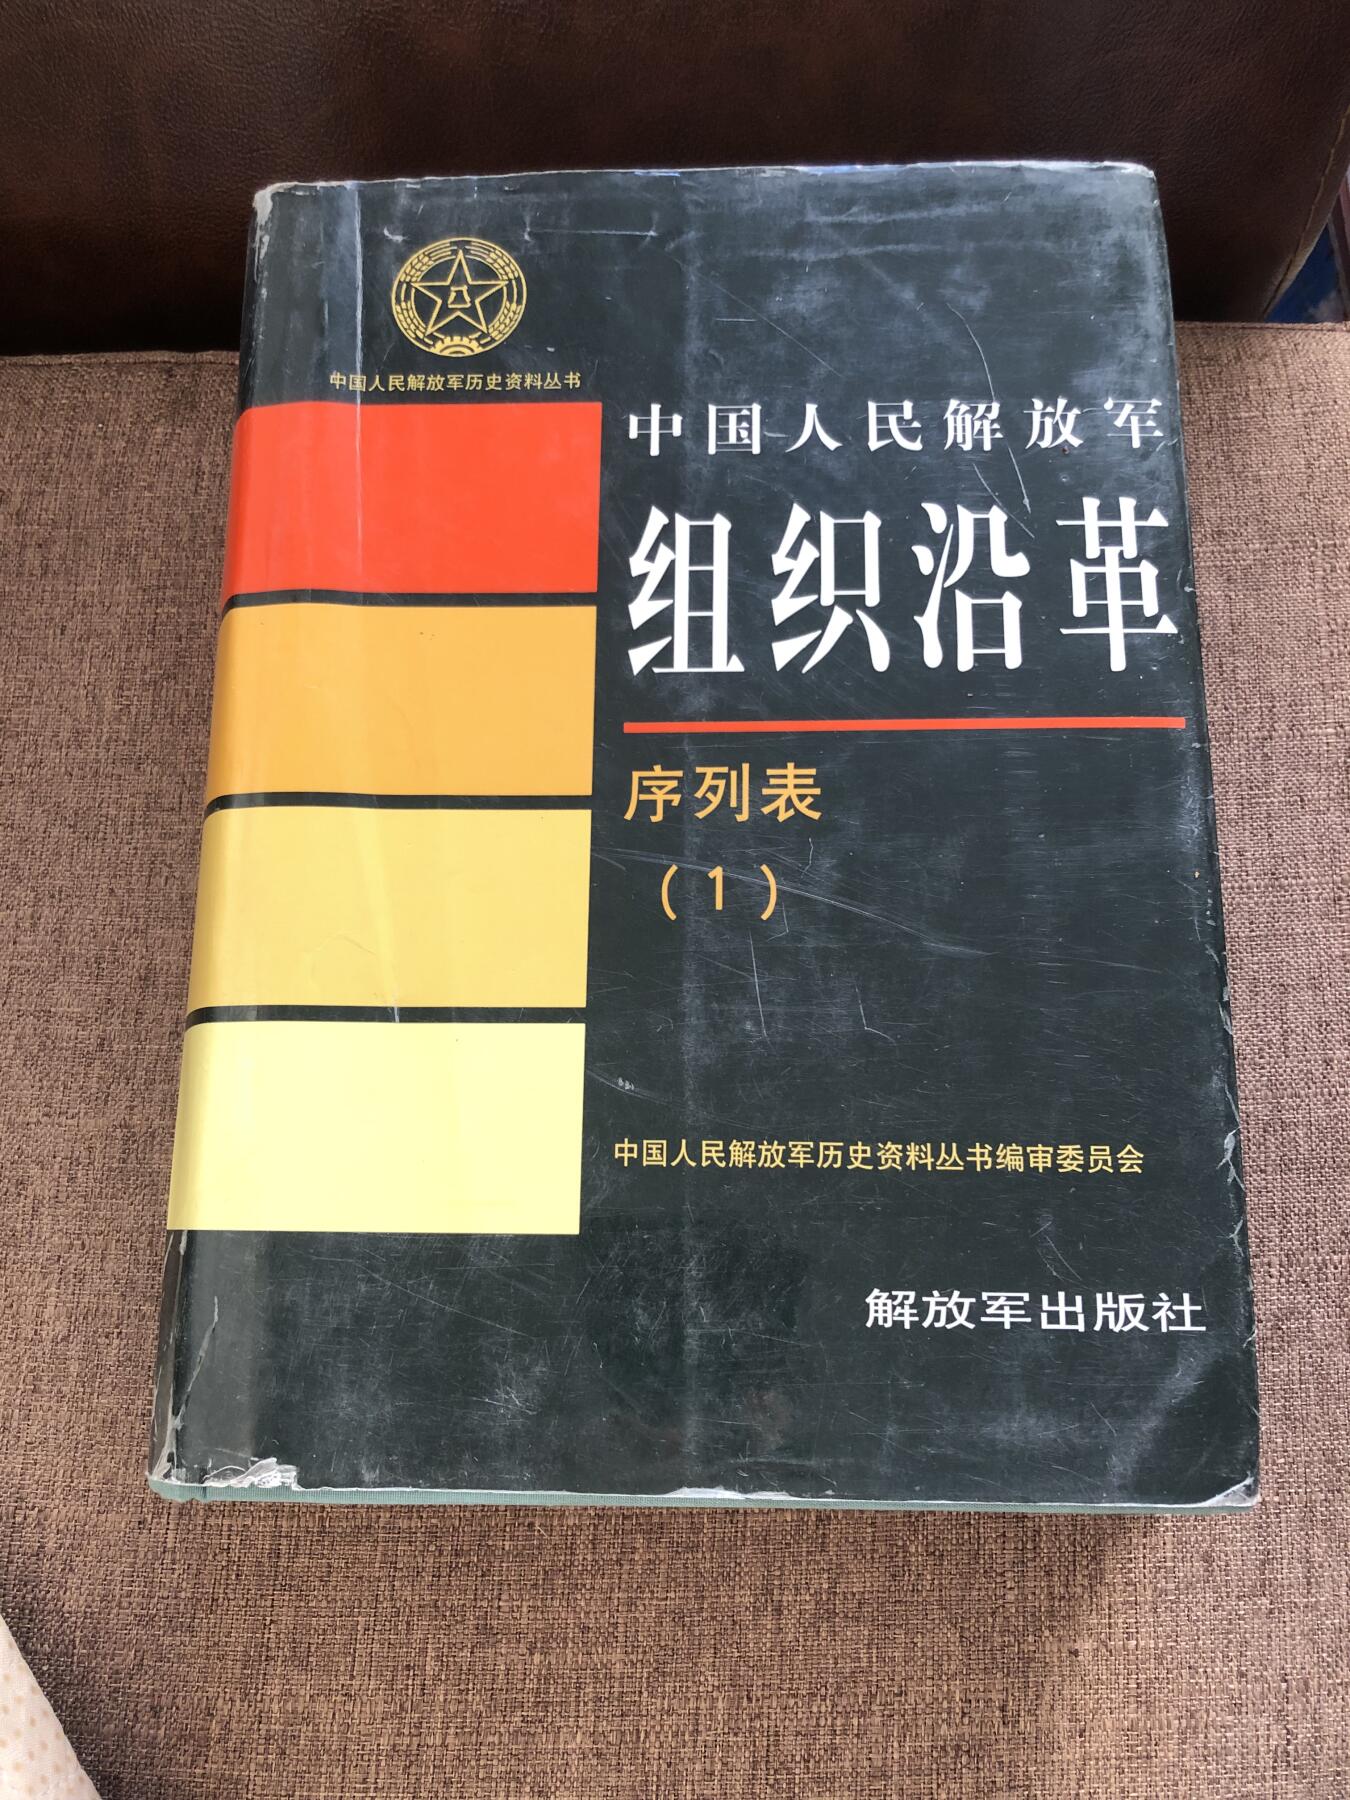 中国人民解放军历史资料丛书
中国人民解放军
组织沿革
序列表
(1)
中国人民解放军历史资料丛书编审委员会
解放军出版社